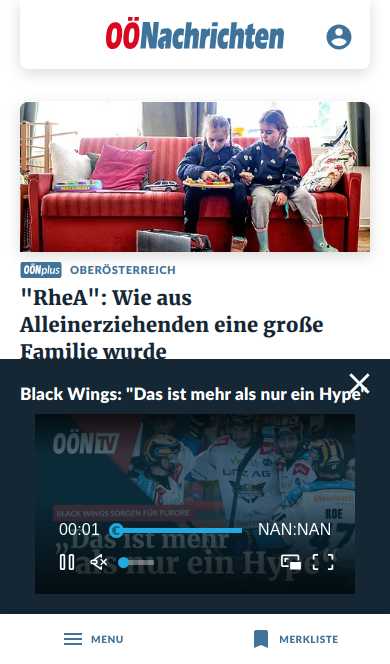 OÖNachrichten
OÖNplus OBERÖSTERREICH
"RheA": Wie aus
Alleinerziehenden eine große
Familie wurde
Black Wings: "Das ist mehr als nur ein Hype"
OÖN TV
BLACK WINGS SORGEN FÜR FURORE
00:01 NAN:NAN
„Das ist mehr
als nur ein Hype“
MENU MERKLISTE